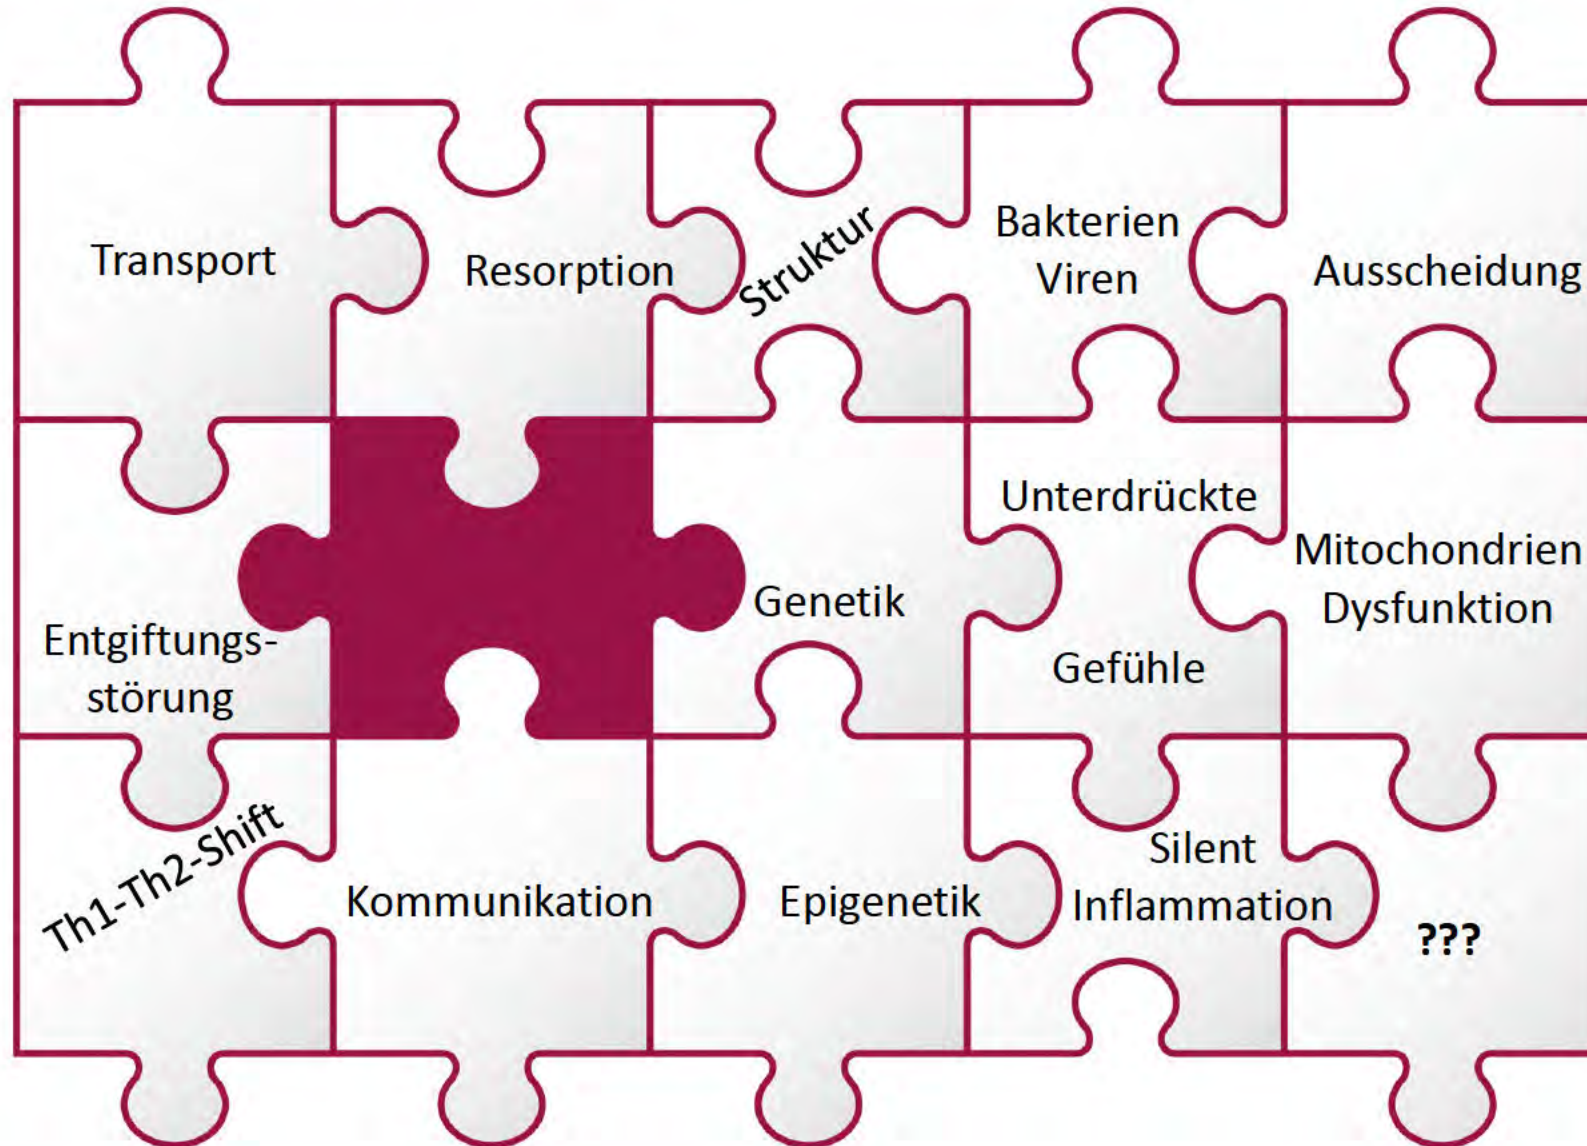 Transport
Resorption
Struktur
Bakterien
Viren
Ausscheidung
Entgiftungs-
störung
Genetik
Unterdrückte
Gefühle
Mitochondrien
Dysfunktion
Th1-Th2-Shift
Kommunikation
Epigenetik
Silent
Inflammation
???